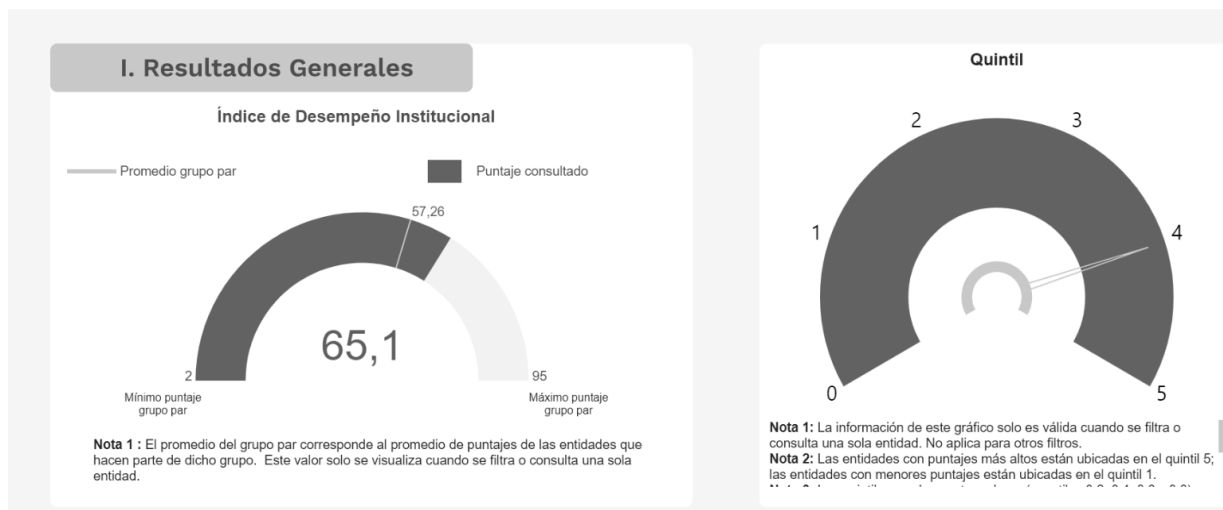 I. Resultados Generales
Índice de Desempeño Institucional
Promedio grupo par
Puntaje consultado
57,26
65,1
2
95
Mínimo puntaje
grupo par
Máximo puntaje
grupo par
Nota 1 : El promedio del grupo par corresponde al promedio de puntajes de las entidades que
hacen parte de dicho grupo. Este valor solo se visualiza cuando se filtra o consulta una sola
entidad.
Quintil
2
3
1
4
0
5
Nota 1: La información de este gráfico solo es válida cuando se filtra o
consulta una sola entidad. No aplica para otros filtros.
Nota 2: Las entidades con puntajes más altos están ubicadas en el quintil 5;
las entidades con menores puntajes están ubicadas en el quintil 1.